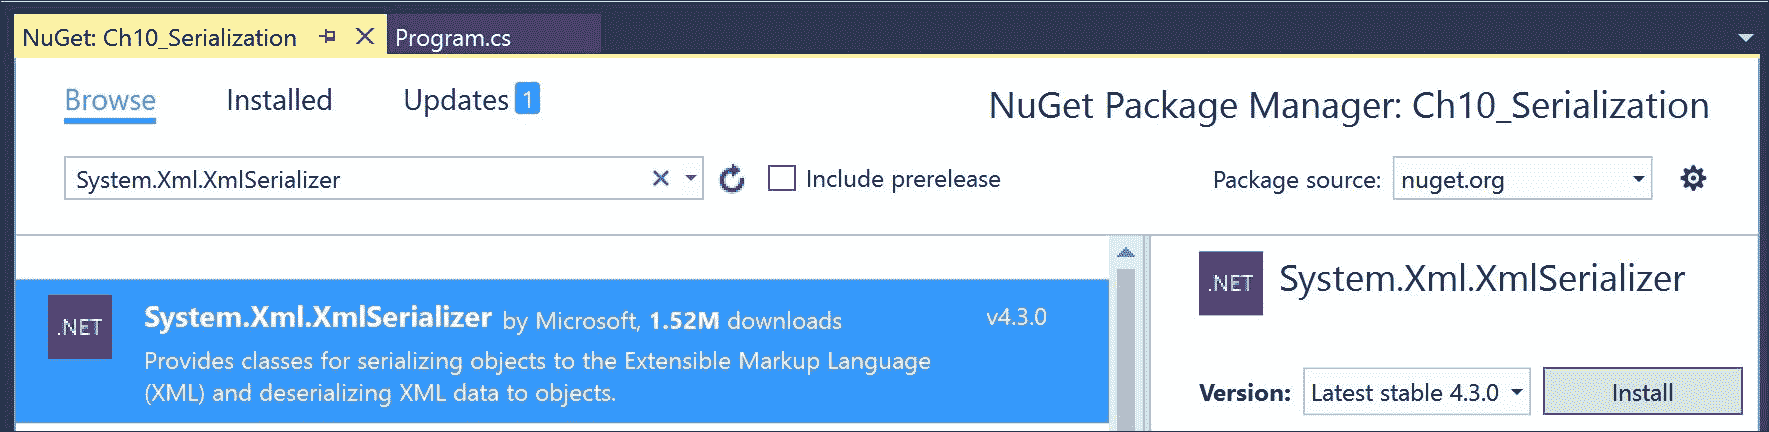 NuGet: Ch10_Serialization
Program.cs
Browse Installed Updates 1
NuGet Package Manager: Ch10_Serialization
System.Xml.XmlSerializer
Include prerelease
Package source: nuget.org
.NET
System.Xml.XmlSerializer by Microsoft, 1.52M downloads v4.3.0
Provides classes for serializing objects to the Extensible Markup Language
(XML) and deserializing XML data to objects.
.NET
System.Xml.XmlSerializer
Version: Latest stable 4.3.0 Install